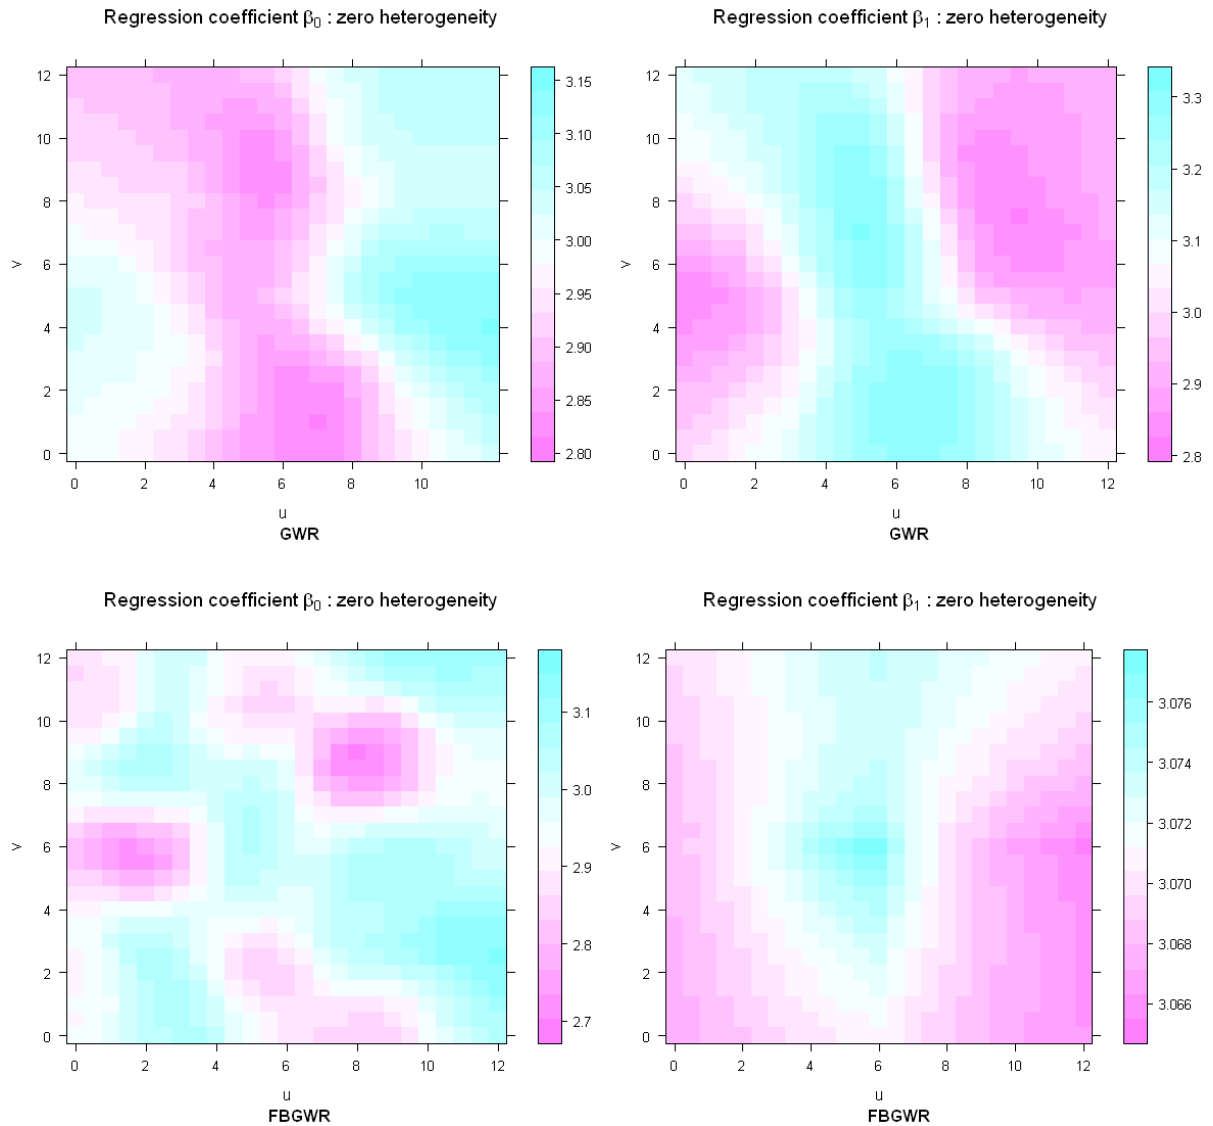 Regression coefficient β0 : zero heterogeneity
12
10
8
6
4
2
0
v
0 2 4 6 8 10
u
GWR
3.15
3.10
3.05
3.00
2.95
2.90
2.85
2.80
Regression coefficient β1 : zero heterogeneity
12
10
8
6
4
2
0
v
0 2 4 6 8 10 12
u
GWR
3.3
3.2
3.1
3.0
2.9
2.8
Regression coefficient β0 : zero heterogeneity
12
10
8
6
4
2
0
v
0 2 4 6 8 10 12
u
FBGWR
3.1
3.0
2.9
2.8
2.7
Regression coefficient β1 : zero heterogeneity
12
10
8
6
4
2
0
v
0 2 4 6 8 10 12
u
FBGWR
3.076
3.074
3.072
3.070
3.068
3.066